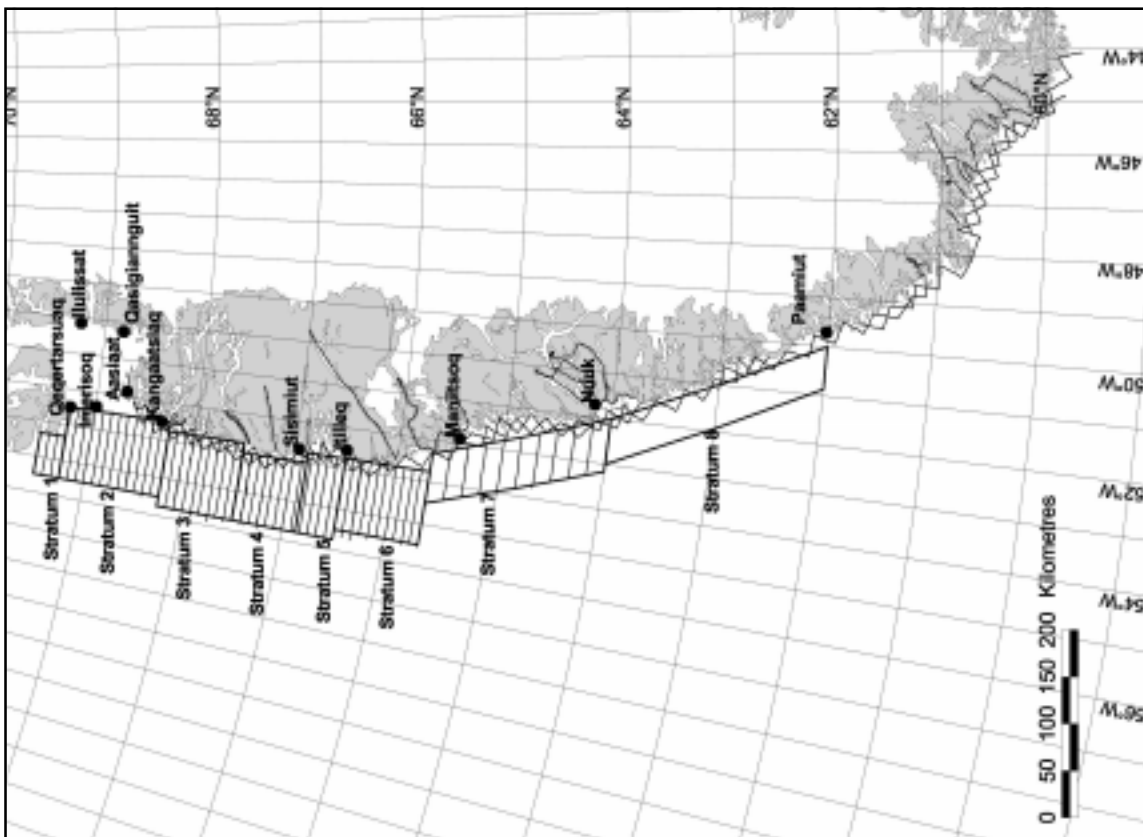 70°N
68°N
66°N
64°N
62°N
60°N
44°W
46°W
48°W
50°W
52°W
54°W
56°W
Qeqertarsuaq
Ilulissat
Qasigiannguit
Aasiaat
Kangaatsiaq
Sisimiut
Itilleq
Maniitsoq
Nuuk
Paamiut
Stratum 1
Stratum 2
Stratum 3
Stratum 4
Stratum 5
Stratum 6
Stratum 7
Stratum 8
0 50 100 150 200
Kilometres